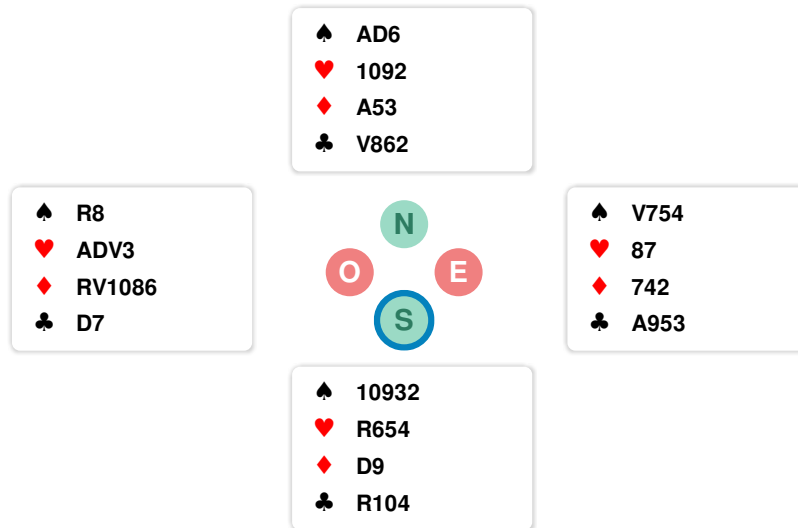 ♠ AD6
♥ 1092
♦ A53
♣ V862
♠ R8
♥ ADV3
♦ RV1086
♣ D7
N
O E
S
♠ V754
♥ 87
♦ 742
♣ A953
♠ 10932
♥ R654
♦ D9
♣ R104